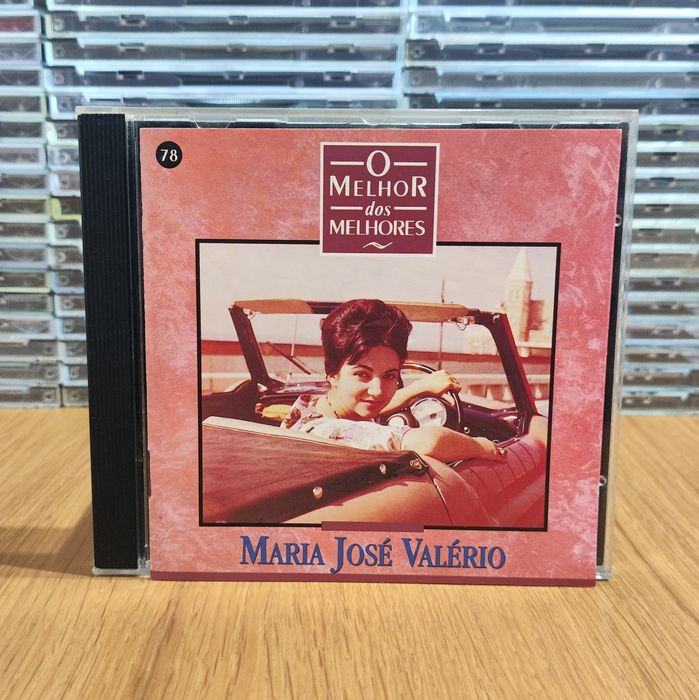 78
O
MELHOR
dos
MELHORES
MARIA JOSÉ VALÉRIO